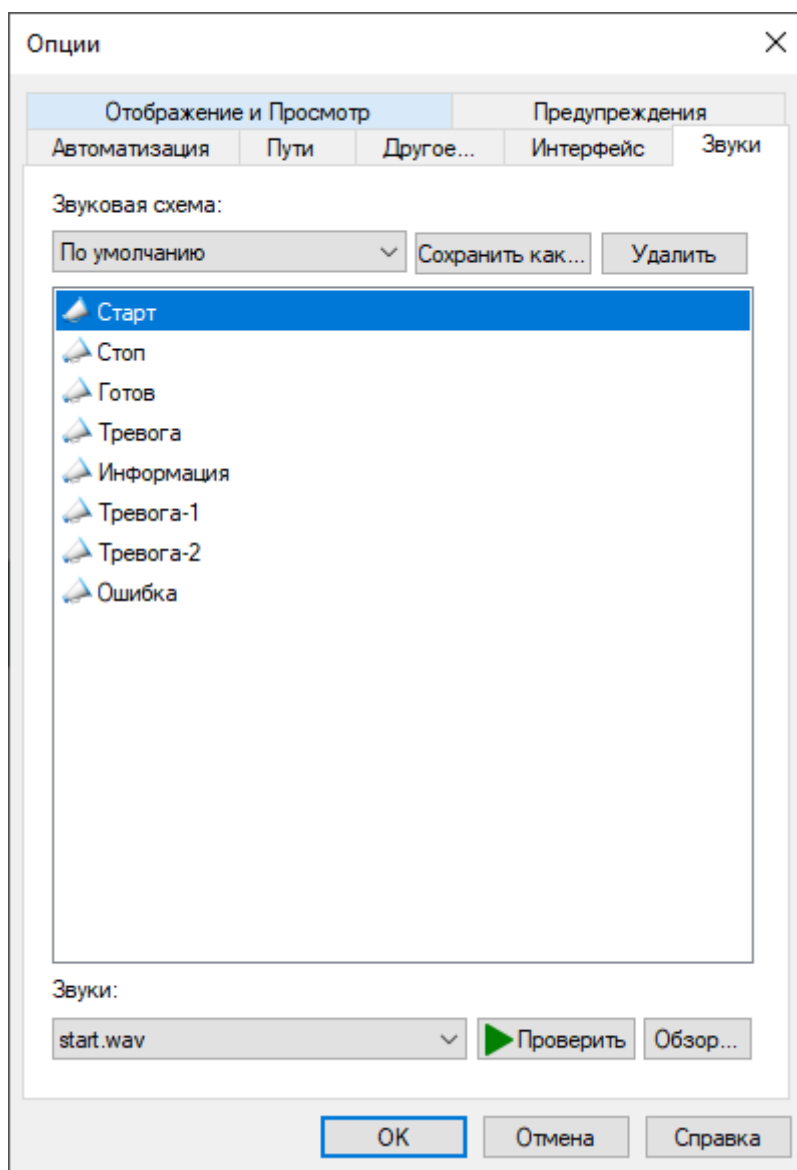 Опции
Отображение и Просмотр Предупреждения
Автоматизация Пути Другое... Интерфейс Звуки
Звуковая схема:
По умолчанию Сохранить как... Удалить
Старт
Стоп
Готов
Тревога
Информация
Тревога-1
Тревога-2
Ошибка
Звуки:
start.wav Проверить Обзор...
OK Отмена Справка